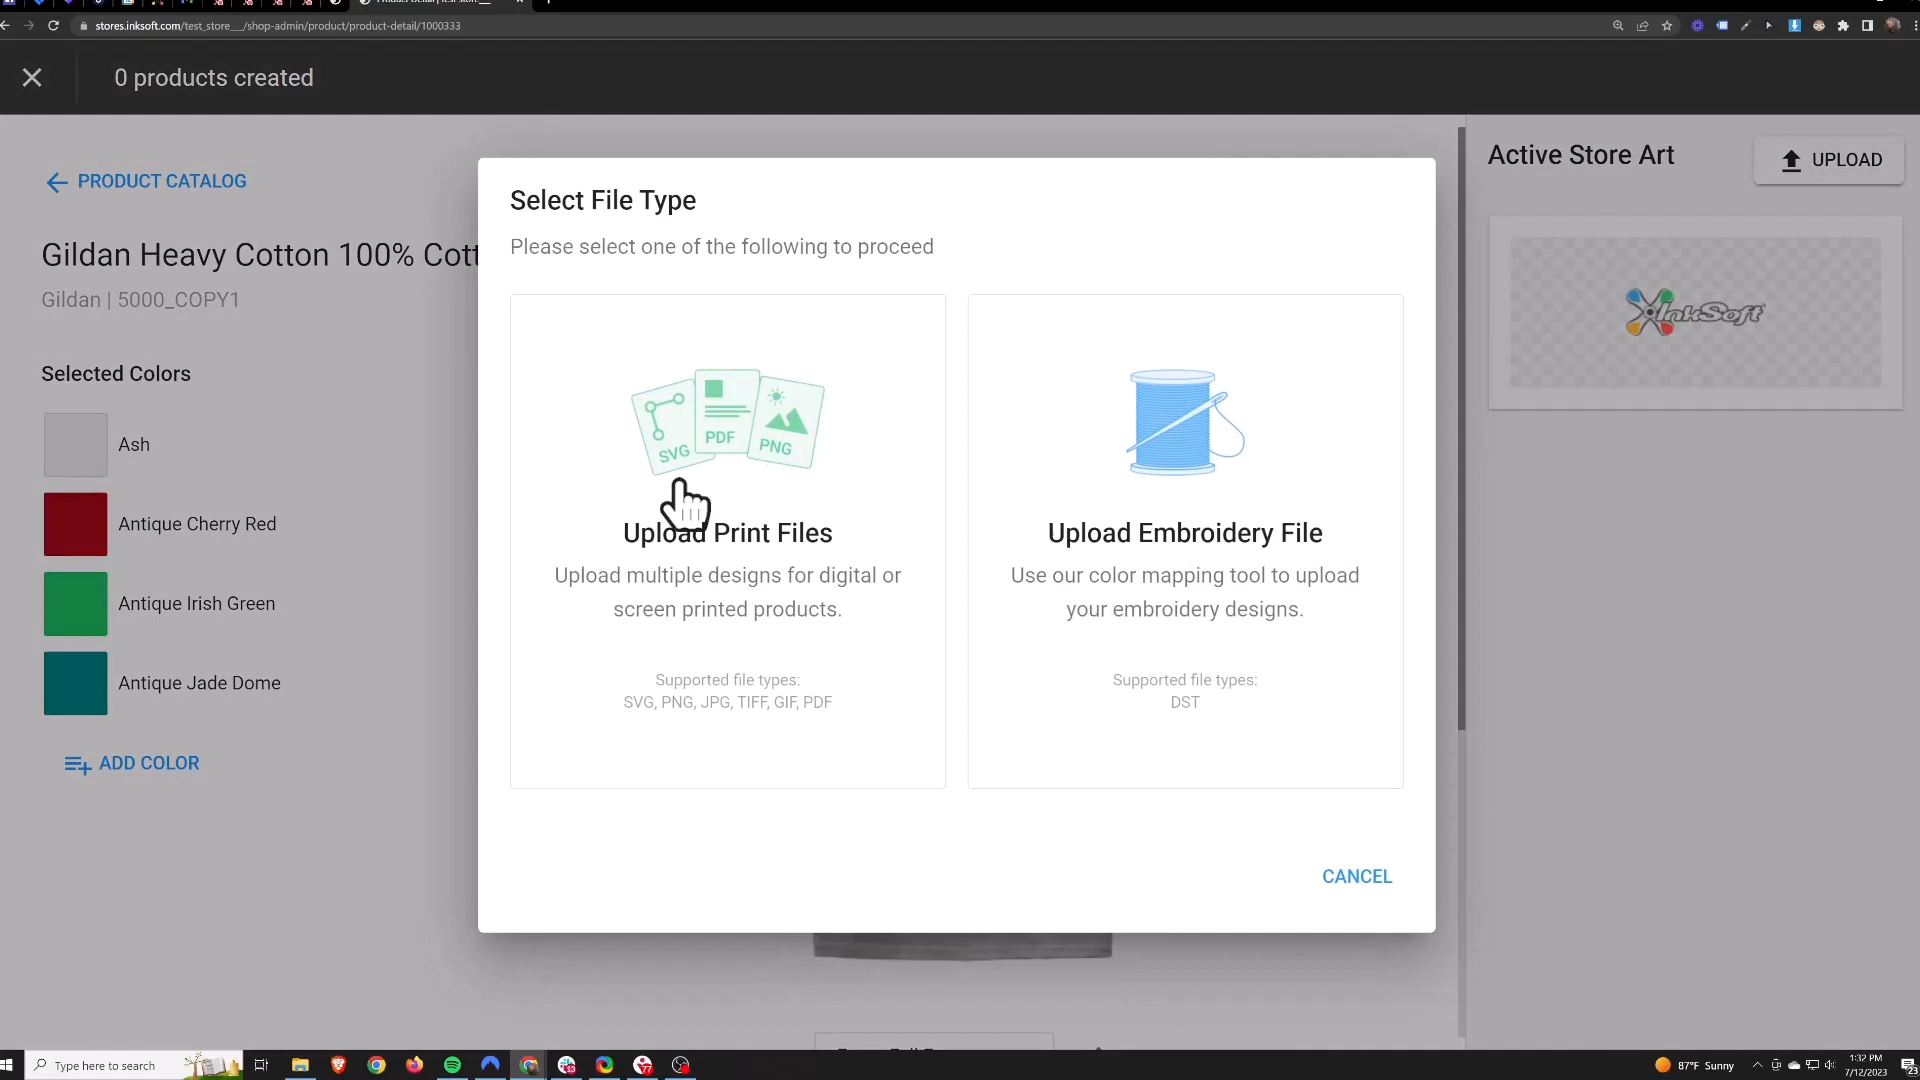 stores.inksoft.com/test_store__/shop-admin/product/product-detail/1000333
0 products created
PRODUCT CATALOG
Gildan Heavy Cotton 100% Cott
Gildan | 5000_COPY1
Selected Colors
Ash
Antique Cherry Red
Antique Irish Green
Antique Jade Dome
ADD COLOR
Select File Type
Please select one of the following to proceed
SVG
PDF
PNG
Upload Print Files
Upload multiple designs for digital or
screen printed products.
Supported file types:
SVG, PNG, JPG, TIFF, GIF, PDF
Upload Embroidery File
Use our color mapping tool to upload
your embroidery designs.
Supported file types:
DST
CANCEL
Active Store Art
UPLOAD
InkSoft
Type here to search
87°F Sunny
1:32 PM
7/12/2023
23